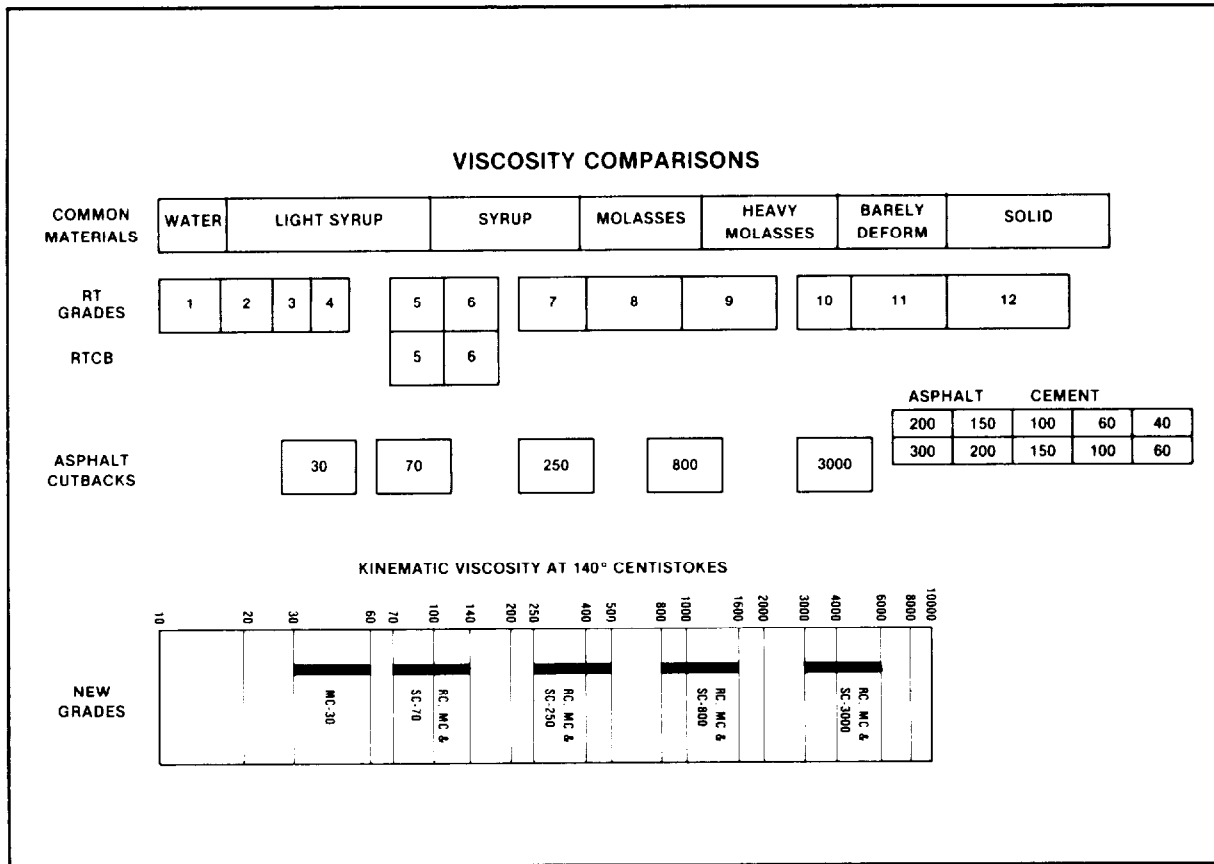 VISCOSITY COMPARISONS
COMMON MATERIALS
WATER LIGHT SYRUP SYRUP MOLASSES HEAVY MOLASSES BARELY DEFORM SOLID
RT GRADES
1 2 3 4 5 6 7 8 9 10 11 12
RTCB
5 6
ASPHALT CEMENT
200 150 100 60 40
300 200 150 100 60
ASPHALT CUTBACKS
30 70 250 800 3000
KINEMATIC VISCOSITY AT 140° CENTISTOKES
10 20 30 60 70 100 140 200 250 400 500 800 1000 1600 2000 3000 4000 6000 8000 10000
NEW GRADES
MC-30
RC, MC &
SC-70
RC, MC &
SC-250
RC, MC &
SC-800
RC, MC &
SC-3000